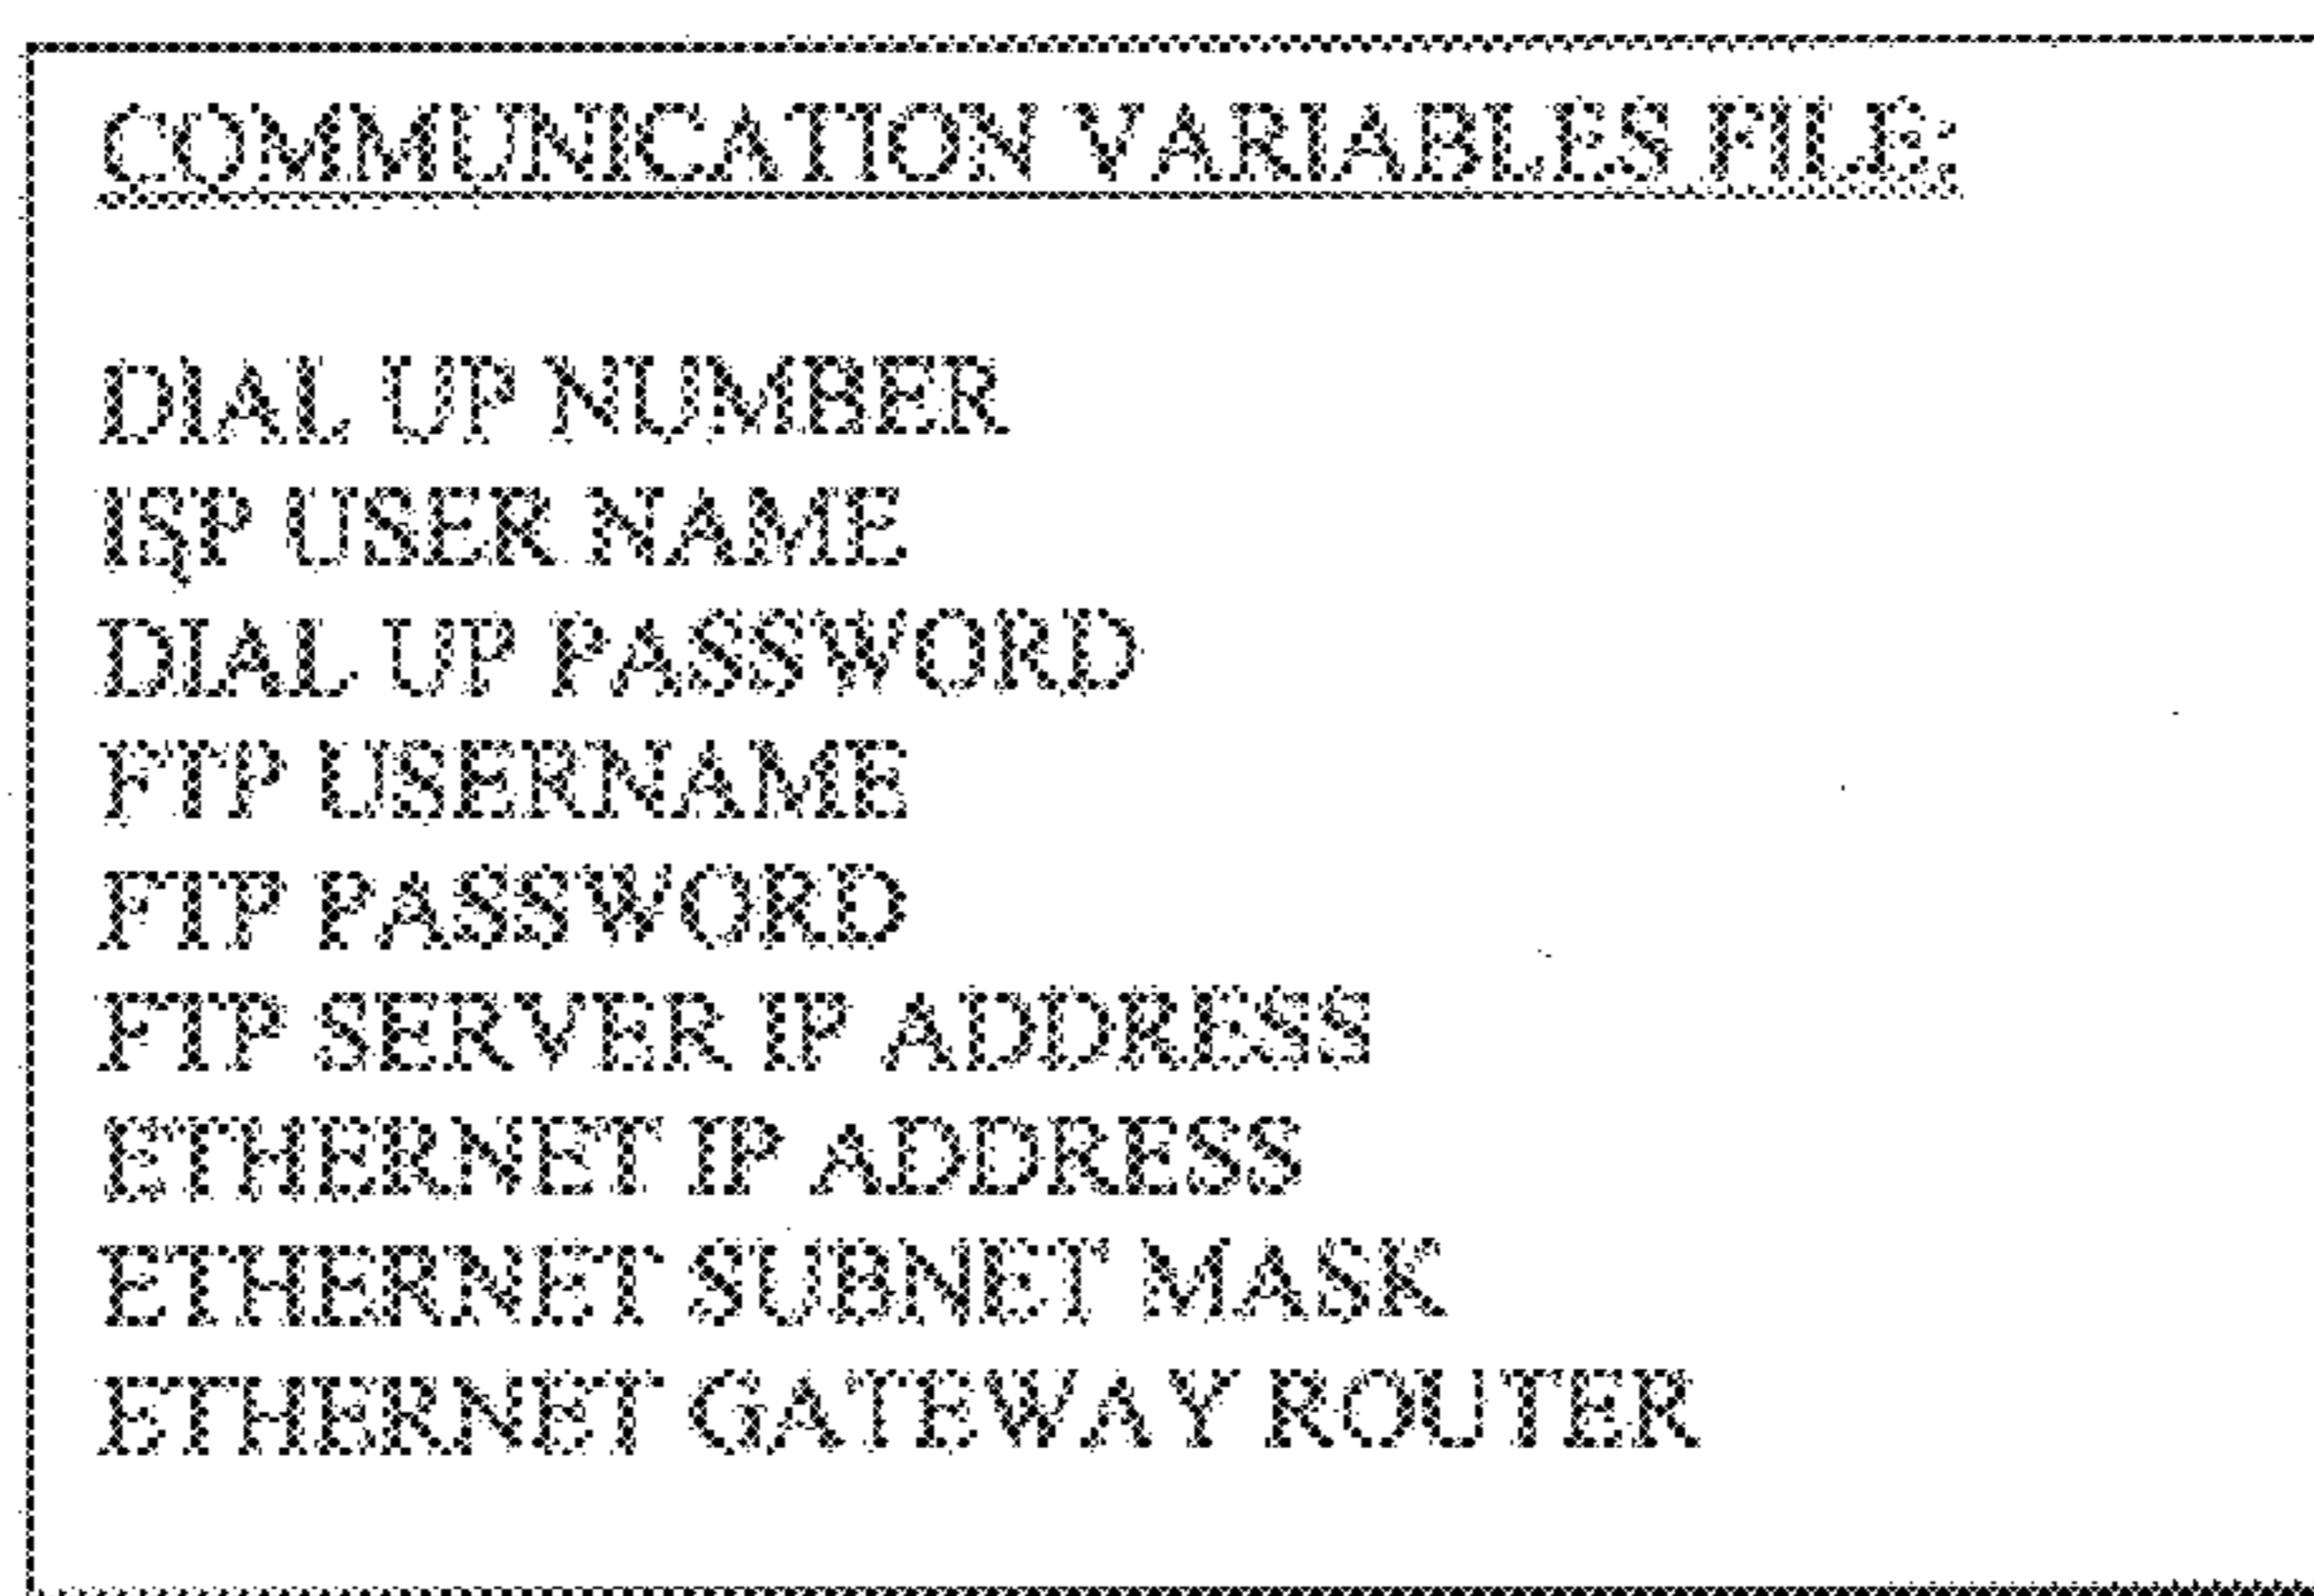 COMMUNICATION VARIABLES FILE:
DIAL UP NUMBER
ISP USER NAME
DIAL UP PASSWORD
FTP USERNAME
FTP PASSWORD
FTP SERVER IP ADDRESS
ETHERNET IP ADDRESS
ETHERNET SUBNET MASK
ETHERNET GATEWAY ROUTER